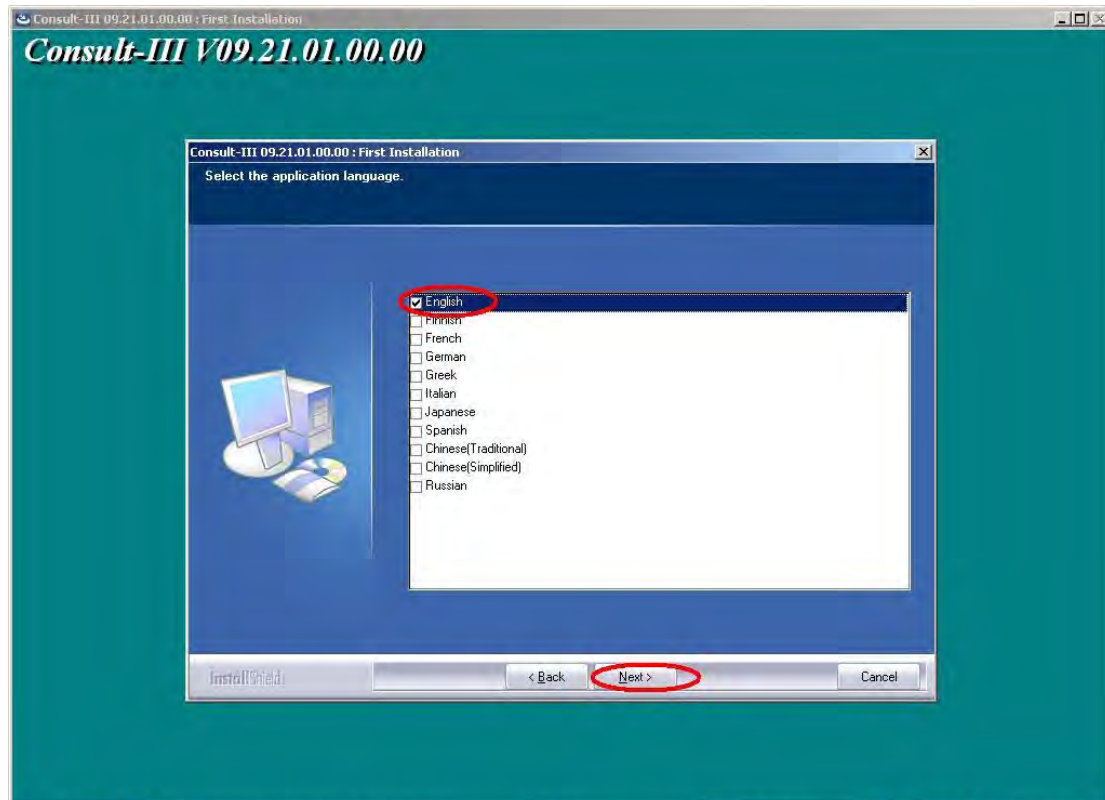 Consult-III 09.21.01.00.00 : First Installation
Consult-III V09.21.01.00.00
Consult-III 09.21.01.00.00 : First Installation
Select the application language.
English
Finnish
French
German
Greek
Italian
Japanese
Spanish
Chinese(Traditional)
Chinese(Simplified)
Russian
InstallShield
< Back
Next >
Cancel